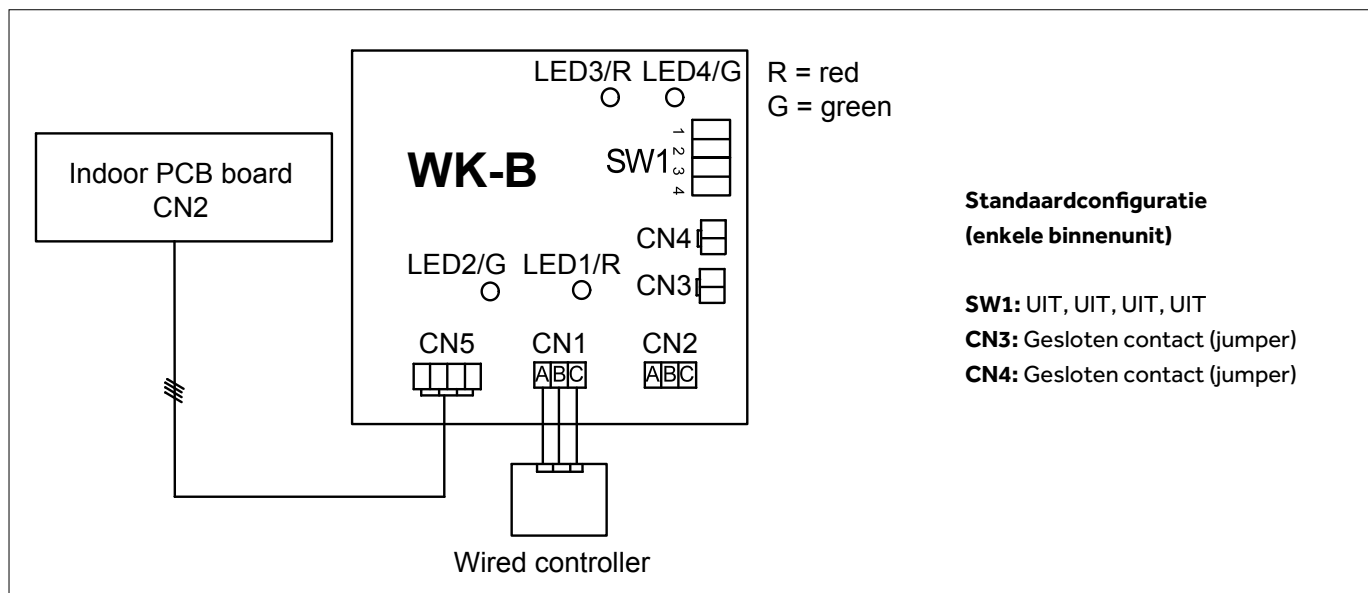 LED3/R LED4/G
R = red
G = green
Indoor PCB board
CN2
WK-B
SW1
1
2
3
4
CN4
CN3
LED2/G LED1/R
CN5 CN1 CN2
A B C A B C
Wired controller
Standaardconfiguratie
(enkele binnenunit)
SW1: UIT, UIT, UIT, UIT
CN3: Gesloten contact (jumper)
CN4: Gesloten contact (jumper)